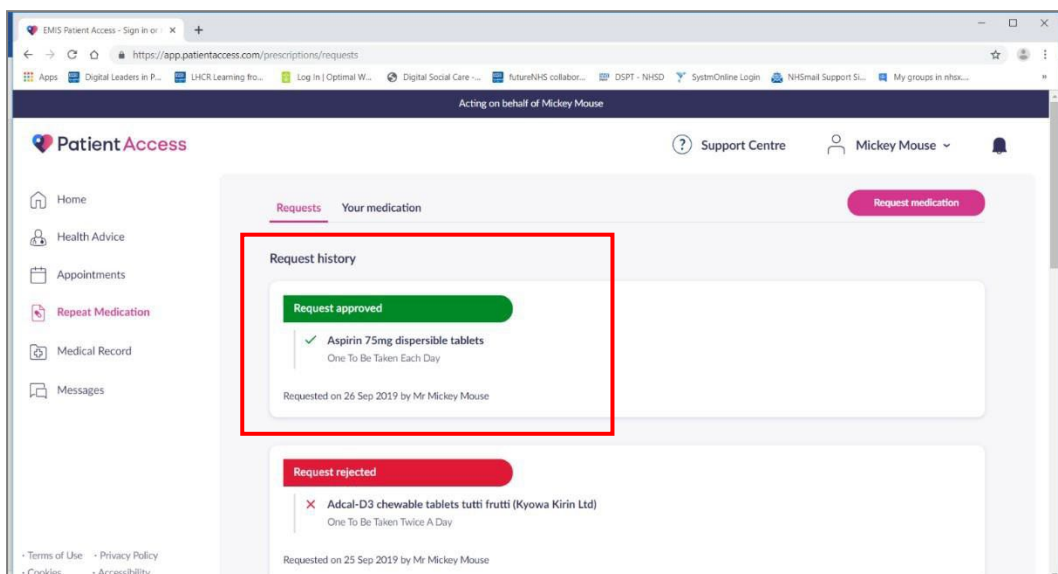 EMIS Patient Access - Sign in or
https://app.patientaccess.com/prescriptions/requests
Apps Digital Leaders in P... LHCR Learning fro... Log In | Optimal W... Digital Social Care -... futureNHS collabor... DSPT - NHSD SystmOnline Login NHSmail Support Si... My groups in nhsx....
Acting on behalf of Mickey Mouse
Patient Access
Support Centre
Mickey Mouse
Home
Health Advice
Appointments
Repeat Medication
Medical Record
Messages
Requests Your medication
Request medication
Request history
Request approved
Aspirin 75mg dispersible tablets
One To Be Taken Each Day
Requested on 26 Sep 2019 by Mr Mickey Mouse
Request rejected
Adcal-D3 chewable tablets tutti frutti (Kyowa Kirin Ltd)
One To Be Taken Twice A Day
Requested on 25 Sep 2019 by Mr Mickey Mouse
· Terms of Use · Privacy Policy
· Cookies · Accessibility